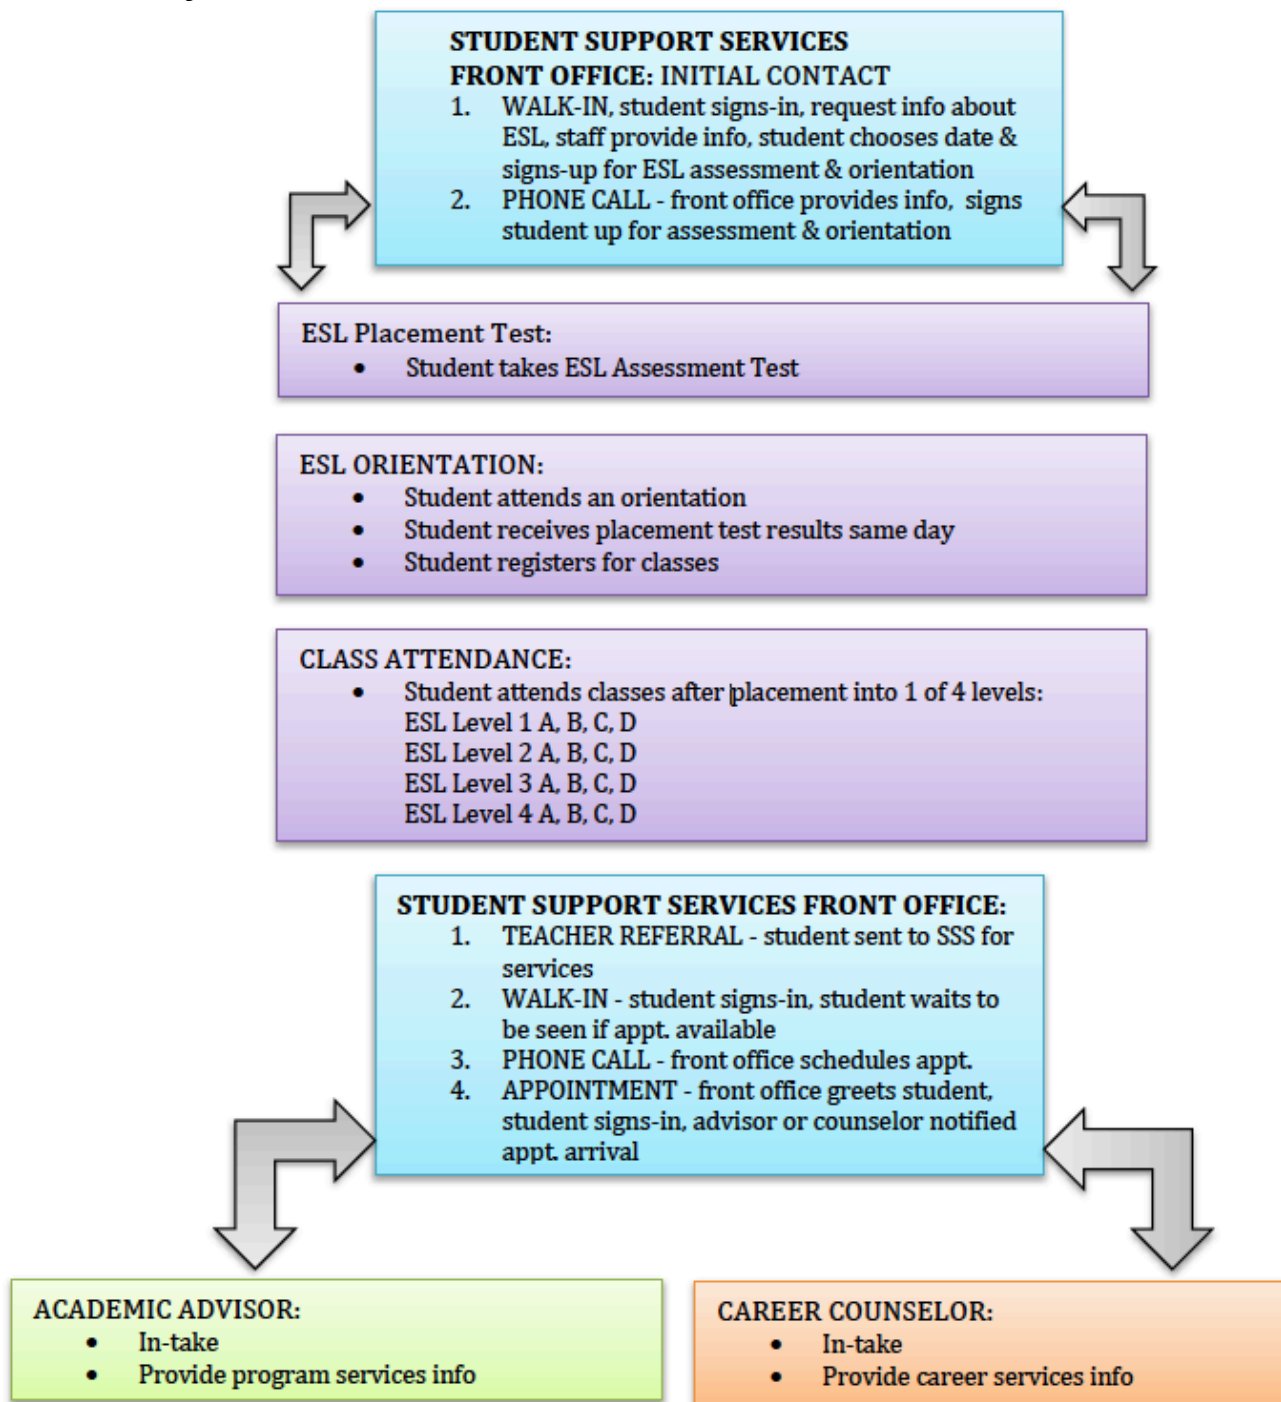 STUDENT SUPPORT SERVICES
FRONT OFFICE: INITIAL CONTACT
1. WALK-IN, student signs-in, request info about
ESL, staff provide info, student chooses date &
signs-up for ESL assessment & orientation
2. PHONE CALL - front office provides info, signs
student up for assessment & orientation
ESL Placement Test:
• Student takes ESL Assessment Test
ESL ORIENTATION:
• Student attends an orientation
• Student receives placement test results same day
• Student registers for classes
CLASS ATTENDANCE:
• Student attends classes after placement into 1 of 4 levels:
ESL Level 1 A, B, C, D
ESL Level 2 A, B, C, D
ESL Level 3 A, B, C, D
ESL Level 4 A, B, C, D
STUDENT SUPPORT SERVICES FRONT OFFICE:
1. TEACHER REFERRAL - student sent to SSS for
services
2. WALK-IN - student signs-in, student waits to
be seen if appt. available
3. PHONE CALL - front office schedules appt.
4. APPOINTMENT - front office greets student,
student signs-in, advisor or counselor notified
appt. arrival
ACADEMIC ADVISOR:
• In-take
• Provide program services info
CAREER COUNSELOR:
• In-take
• Provide career services info